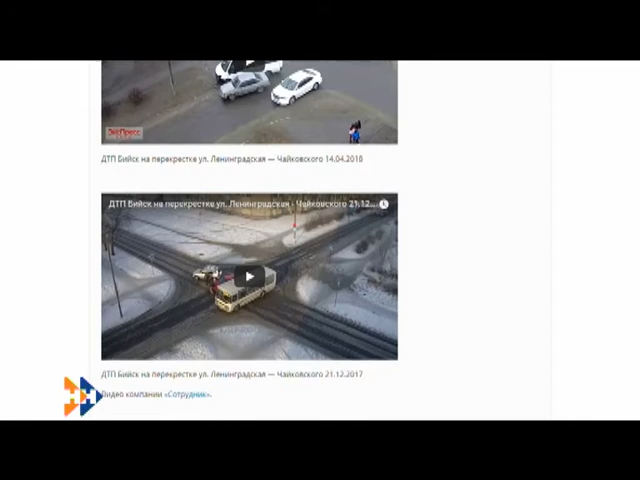 ЭкспРесс
ДТП Бийск на перекрестке ул. Ленинградская — Чайковского 14.04.2018
ДТП Бийск на перекрестке ул. Ленинградская - Чайковского 21.12...
ДТП Бийск на перекрестке ул. Ленинградская — Чайковского 21.12.2017
Видео компании «Сотрудник».